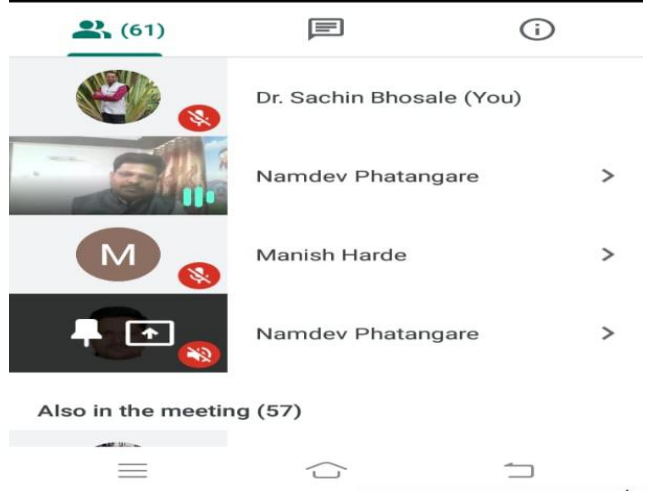 (61)
Dr. Sachin Bhosale (You)
Namdev Phatangare
M
Manish Harde
Namdev Phatangare
Also in the meeting (57)